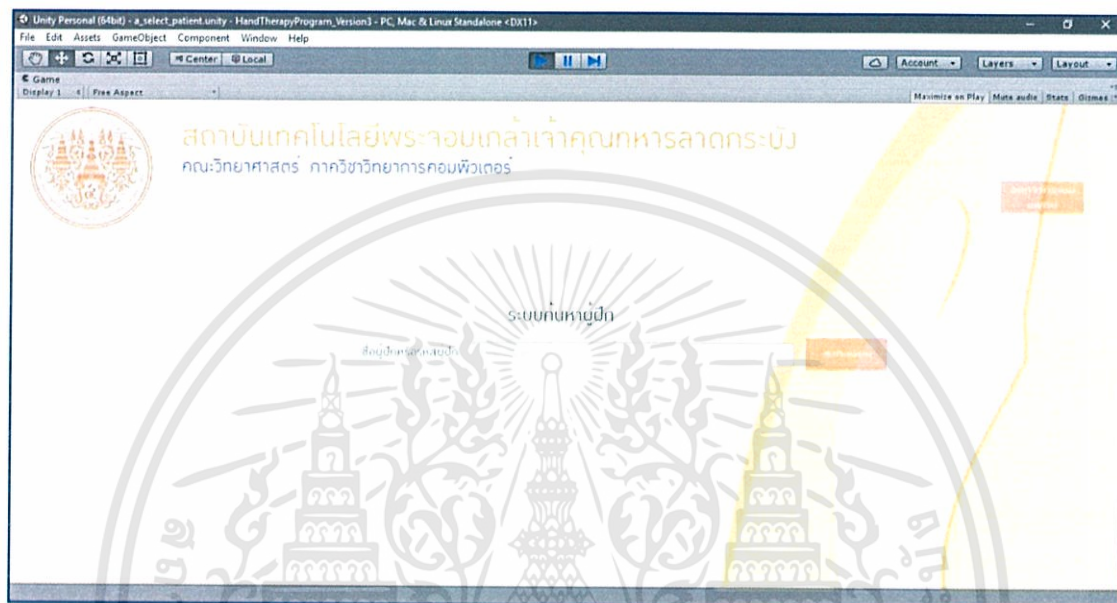 Unity Personal (64bit) - a_select_patient.unity - HandTherapyProgram_Version3 - PC, Mac & Linux Standalone <DX11>
File Edit Assets GameObject Component Window Help
Center Local Account Layers Layout
Game
Display 1 Free Aspect Maximize on Play Mute audio Stats Gizmos
สถาบันเทคโนโลยีพระจอมเกล้าเจ้าคุณทหารลาดกระบัง
คณะวิทยาศาสตร์ ภาควิชาวิทยาการคอมพิวเตอร์
ระบบค้นหาผู้ฝึก